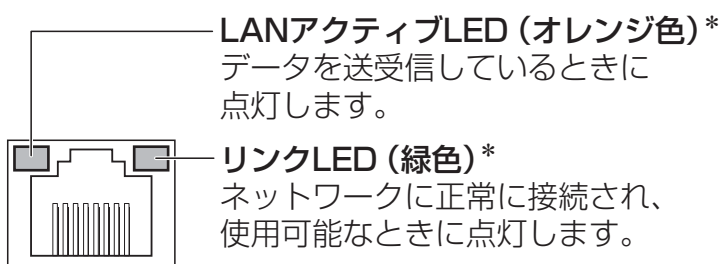 LANアクティブLED（オレンジ色）*
データを送受信しているときに
点灯します。
リンクLED（緑色）*
ネットワークに正常に接続され、
使用可能なときに点灯します。